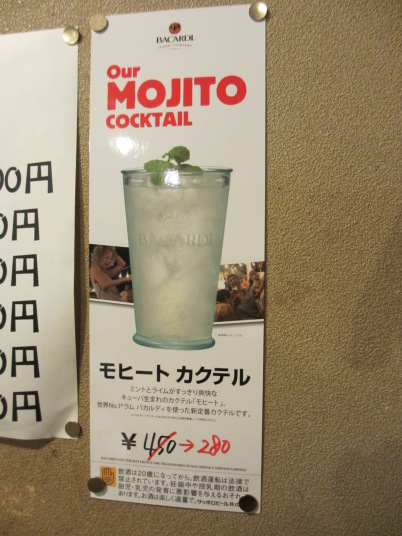 BACARDI
Our
MOJITO
COCKTAIL
BACARDI
モヒート カクテル
ミントとライムがすっきり爽快な
キューバ生まれのカクテル「モヒート」。
世界No.1*ラム バカルディを使った新定番カクテルです。
¥ 450→280
飲酒は20歳になってから。飲酒運転は法律で
禁止されています。妊娠中や授乳期の飲酒は
胎児・乳児の発育に悪影響を与えるおそれ
あります。お酒は楽しく適量で。サッポロビール株式
00円
0円
0円
0円
0円
0円